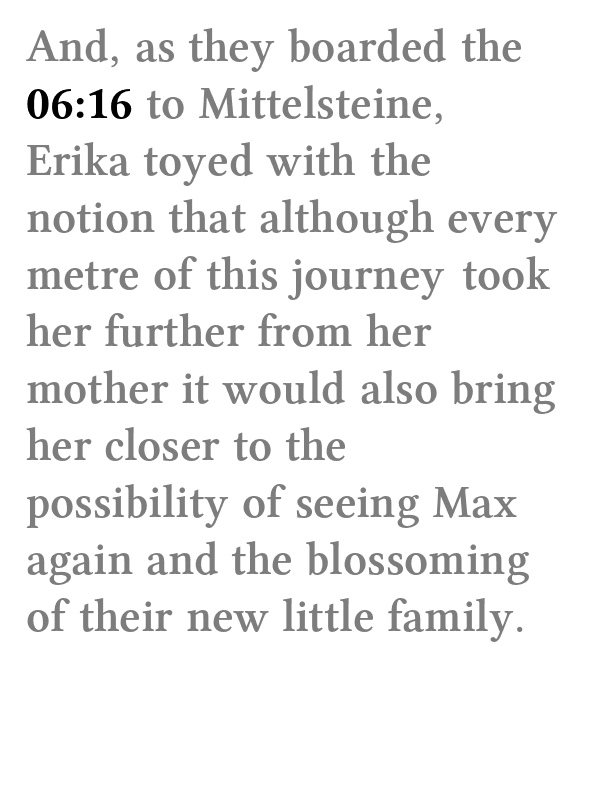 And, as they boarded the
06:16 to Mittelsteine,
Erika toyed with the
notion that although every
metre of this journey took
her further from her
mother it would also bring
her closer to the
possibility of seeing Max
again and the blossoming
of their new little family.